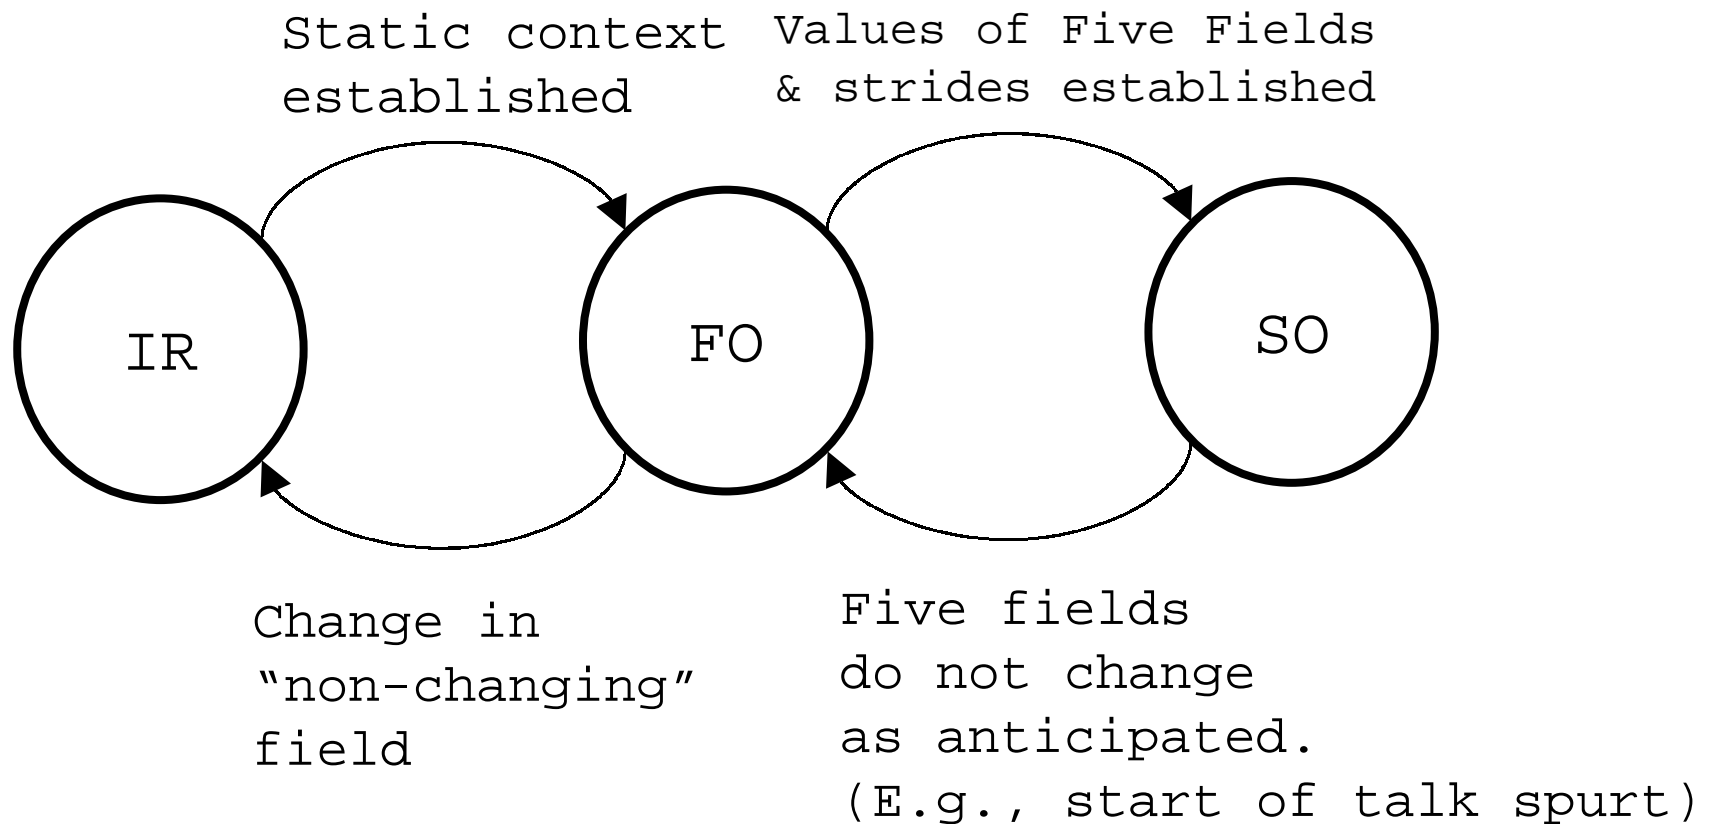 Static context
established
Values of Five Fields
& strides established
IR
FO
SO
Change in
“non-changing”
field
Five fields
do not change
as anticipated.
(E.g., start of talk spurt)